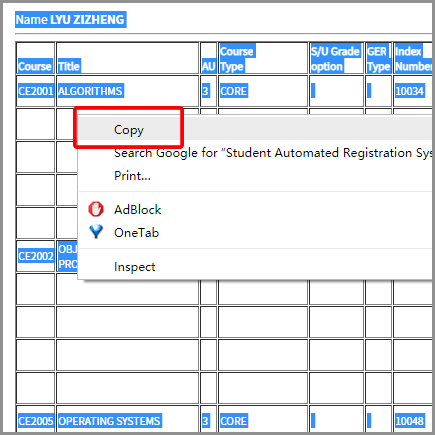 Name LYU ZIZHENG
Course Title AU Course Type S/U Grade option GER Type Index Number
CE2001 ALGORITHMS 3 CORE 10034
Copy
Search Google for “Student Automated Registration Sys
Print...
AdBlock
OneTab
CE2002 OBJ
PRO
Inspect
CE2005 OPERATING SYSTEMS 3 CORE 10048